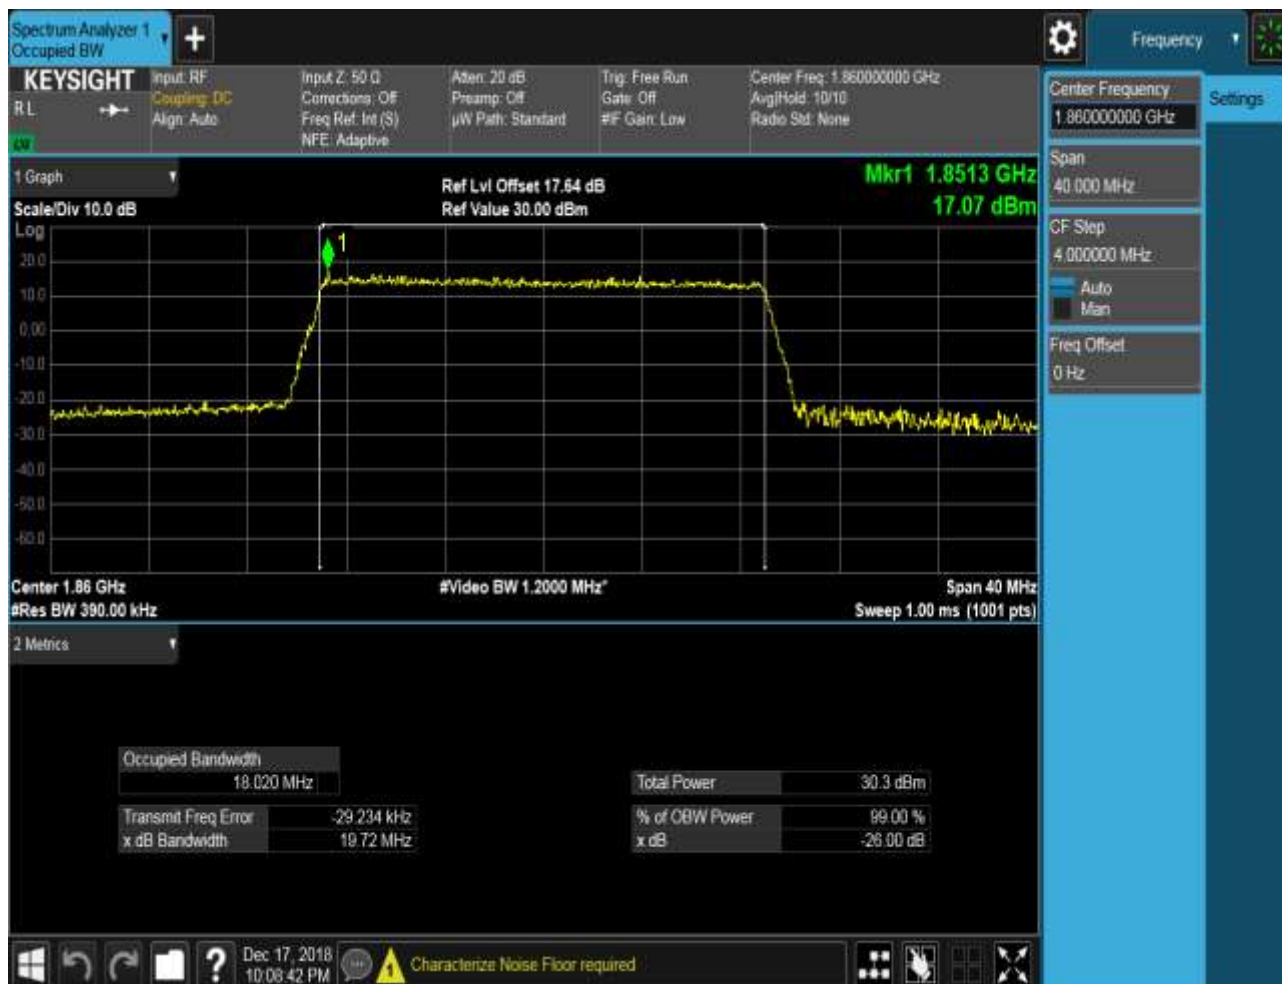 Spectrum Analyzer 1
Occupied BW
Frequency
KEYSIGHT
R L
Input: RF
Coupling: DC
Align: Auto
Input Z: 50 Ω
Corrections: Off
Freq Ref: Int (S)
NFE: Adaptive
Atten: 20 dB
Preamp: Off
µW Path: Standard
Trig: Free Run
Gate: Off
#IF Gain: Low
Center Freq: 1.860000000 GHz
Avg|Hold: 10/10
Radio Std: None
Center Frequency
1.860000000 GHz
Settings
Span
40.000 MHz
CF Step
4.000000 MHz
Auto
Man
Freq Offset
0 Hz
1 Graph
Scale/Div 10.0 dB
Ref Lvl Offset 17.64 dB
Ref Value 30.00 dBm
Mkr1 1.8513 GHz
17.07 dBm
Log
1
20.0
10.0
0.00
-10.0
-20.0
-30.0
-40.0
-50.0
-60.0
Center 1.86 GHz
#Video BW 1.2000 MHz*
Span 40 MHz
#Res BW 390.00 kHz
Sweep 1.00 ms (1001 pts)
2 Metrics
Occupied Bandwidth
18.020 MHz
Total Power 30.3 dBm
Transmit Freq Error -29.234 kHz
% of OBW Power 99.00 %
x dB Bandwidth 19.72 MHz
x dB -26.00 dB
?
Dec 17, 2018
10:08:42 PM
1
Characterize Noise Floor required